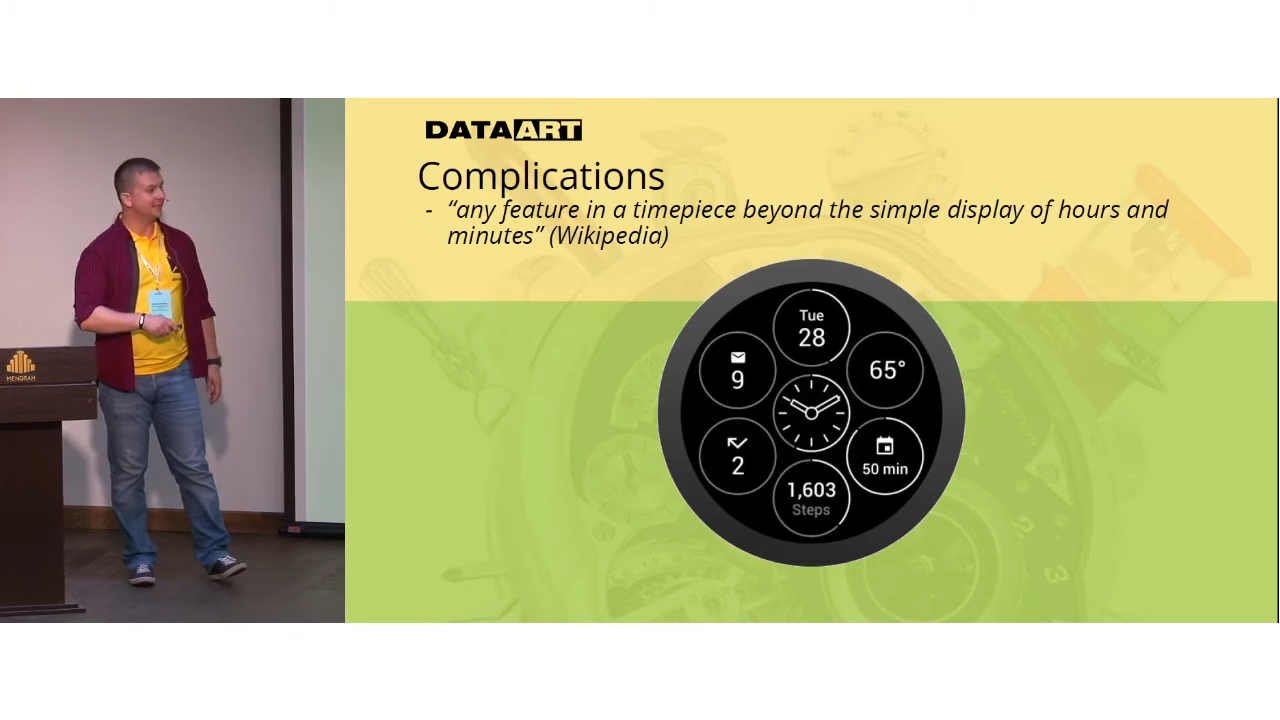 DATAART
Complications
- “any feature in a timepiece beyond the simple display of hours and
minutes” (Wikipedia)
Tue
28
9
65°
2
50 min
1,603
Steps
MENORAH